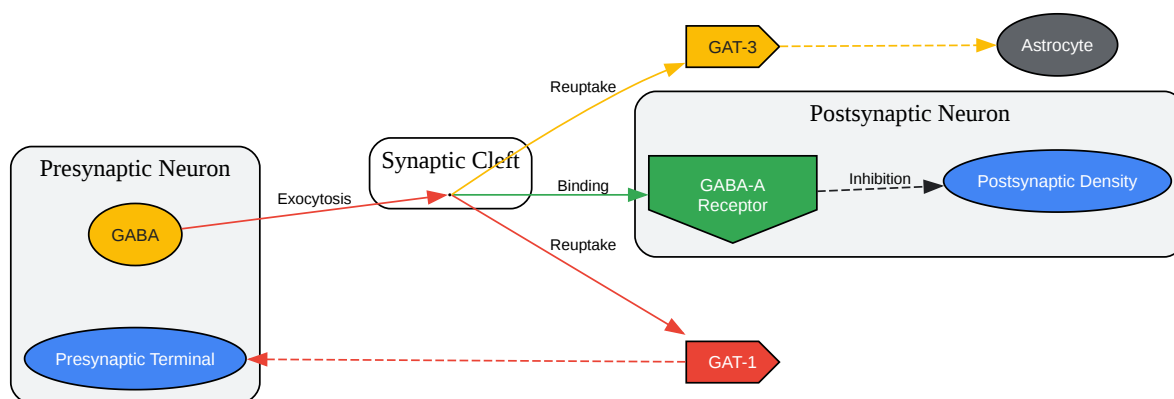 GAT-3
Astrocyte
Reuptake
Postsynaptic Neuron
Presynaptic Neuron
Synaptic Cleft
Exocytosis
Binding
GABA-A
Receptor
Inhibition
Postsynaptic Density
GABA
Reuptake
Presynaptic Terminal
GAT-1